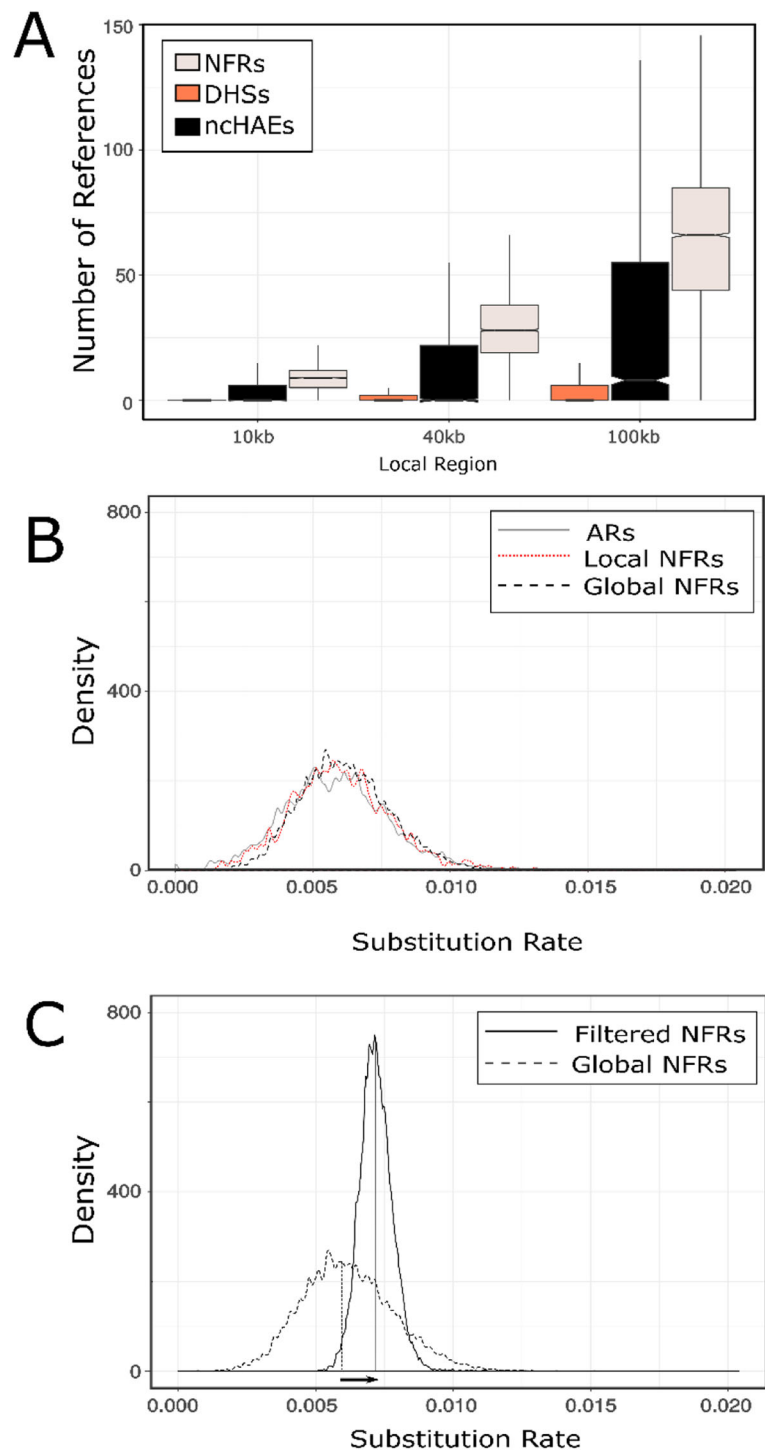 A
Number of References
150
100
50
0
NFRs
DHSs
ncHAEs
10kb
40kb
100kb
Local Region
B
Density
800
400
0
ARs
Local NFRs
Global NFRs
0.000
0.005
0.010
0.015
0.020
Substitution Rate
C
Density
800
400
0
Filtered NFRs
Global NFRs
0.000
0.005
0.010
0.015
0.020
Substitution Rate